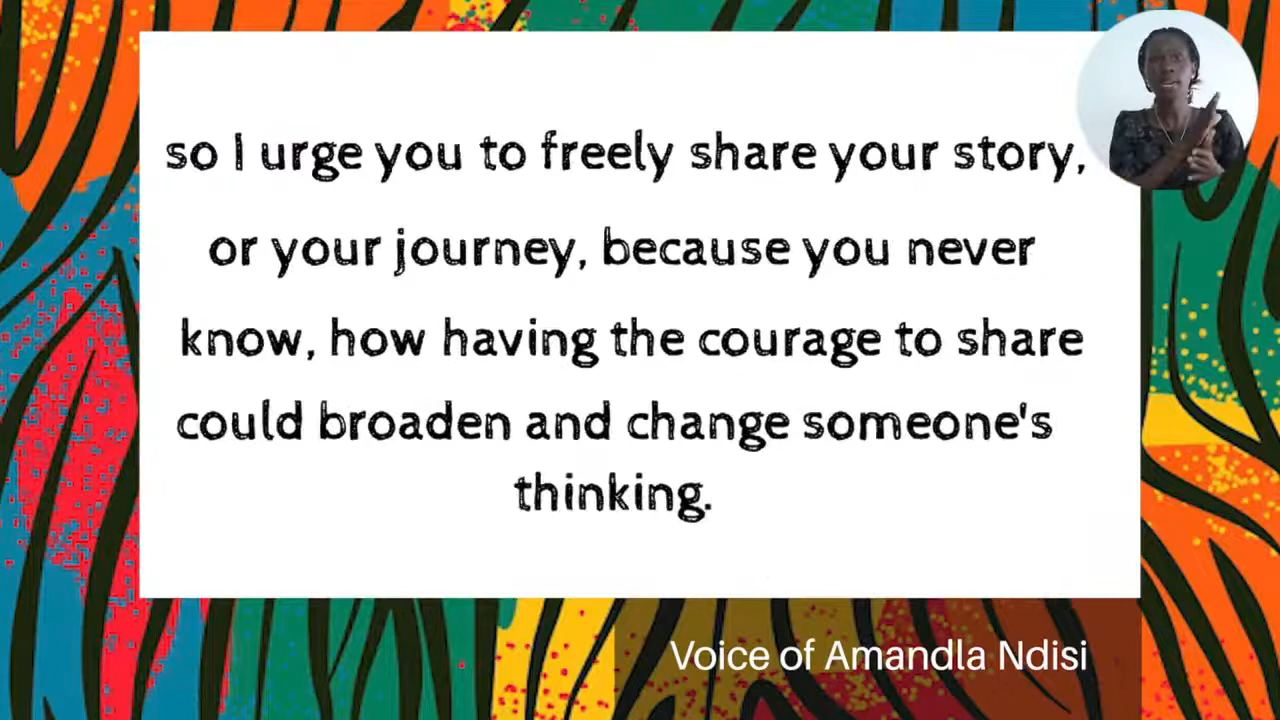 so I urge you to freely share your story,
or your journey, because you never
know, how having the courage to share
could broaden and change someone's
thinking.
Voice of Amandla Ndisi